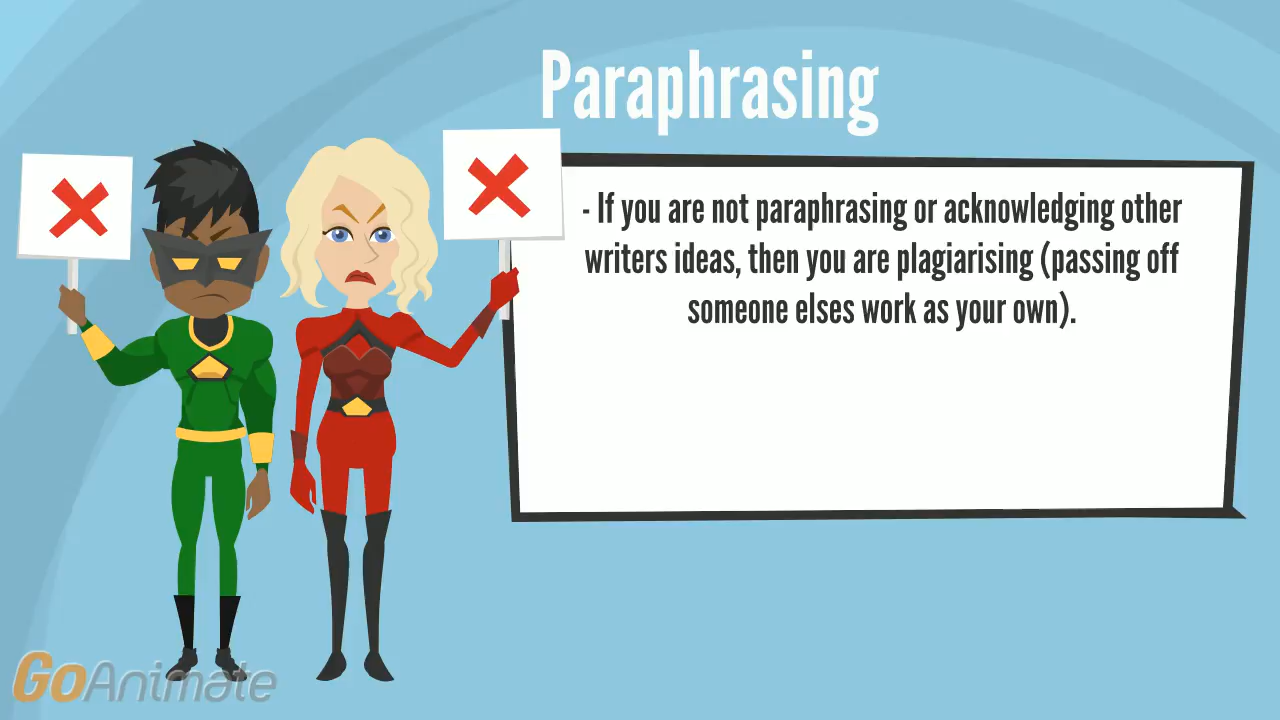 Paraphrasing
- If you are not paraphrasing or acknowledging other
writers ideas, then you are plagiarising (passing off
someone elses work as your own).
GoAnimate